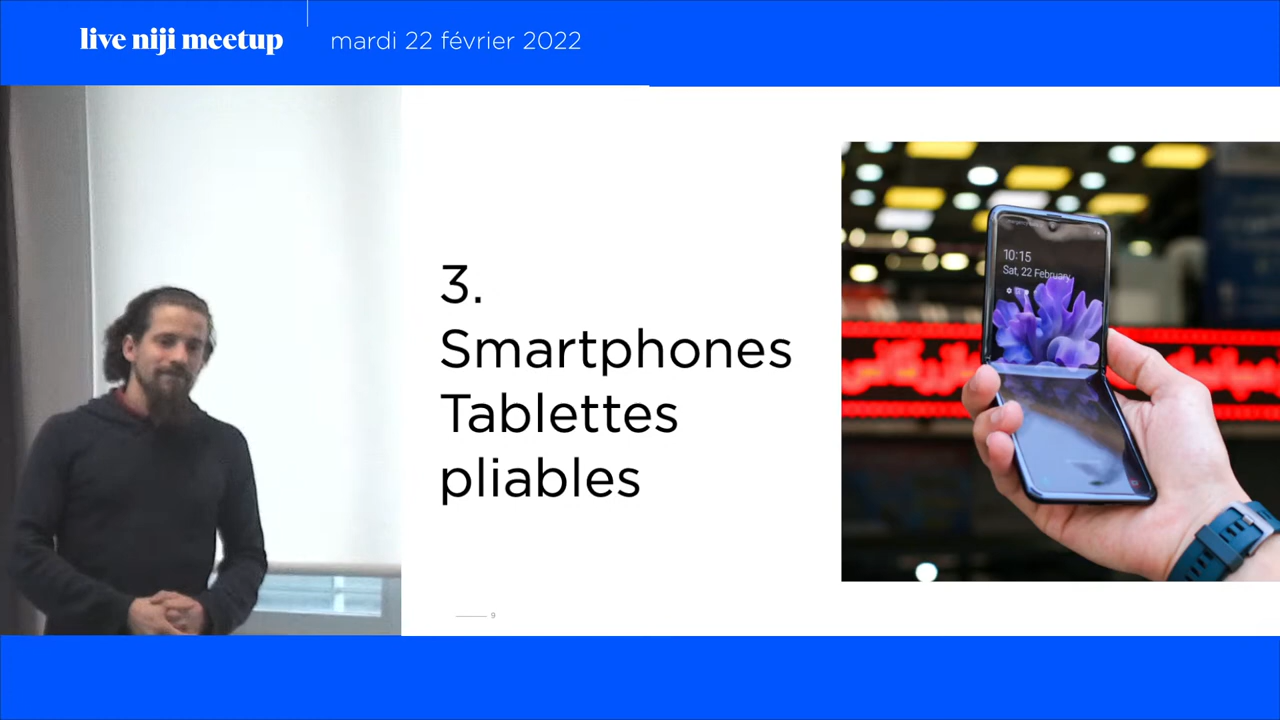 live niji meetup
mardi 22 février 2022
3.
Smartphones
Tablettes
pliables
10:15
Sat, 22 February
9